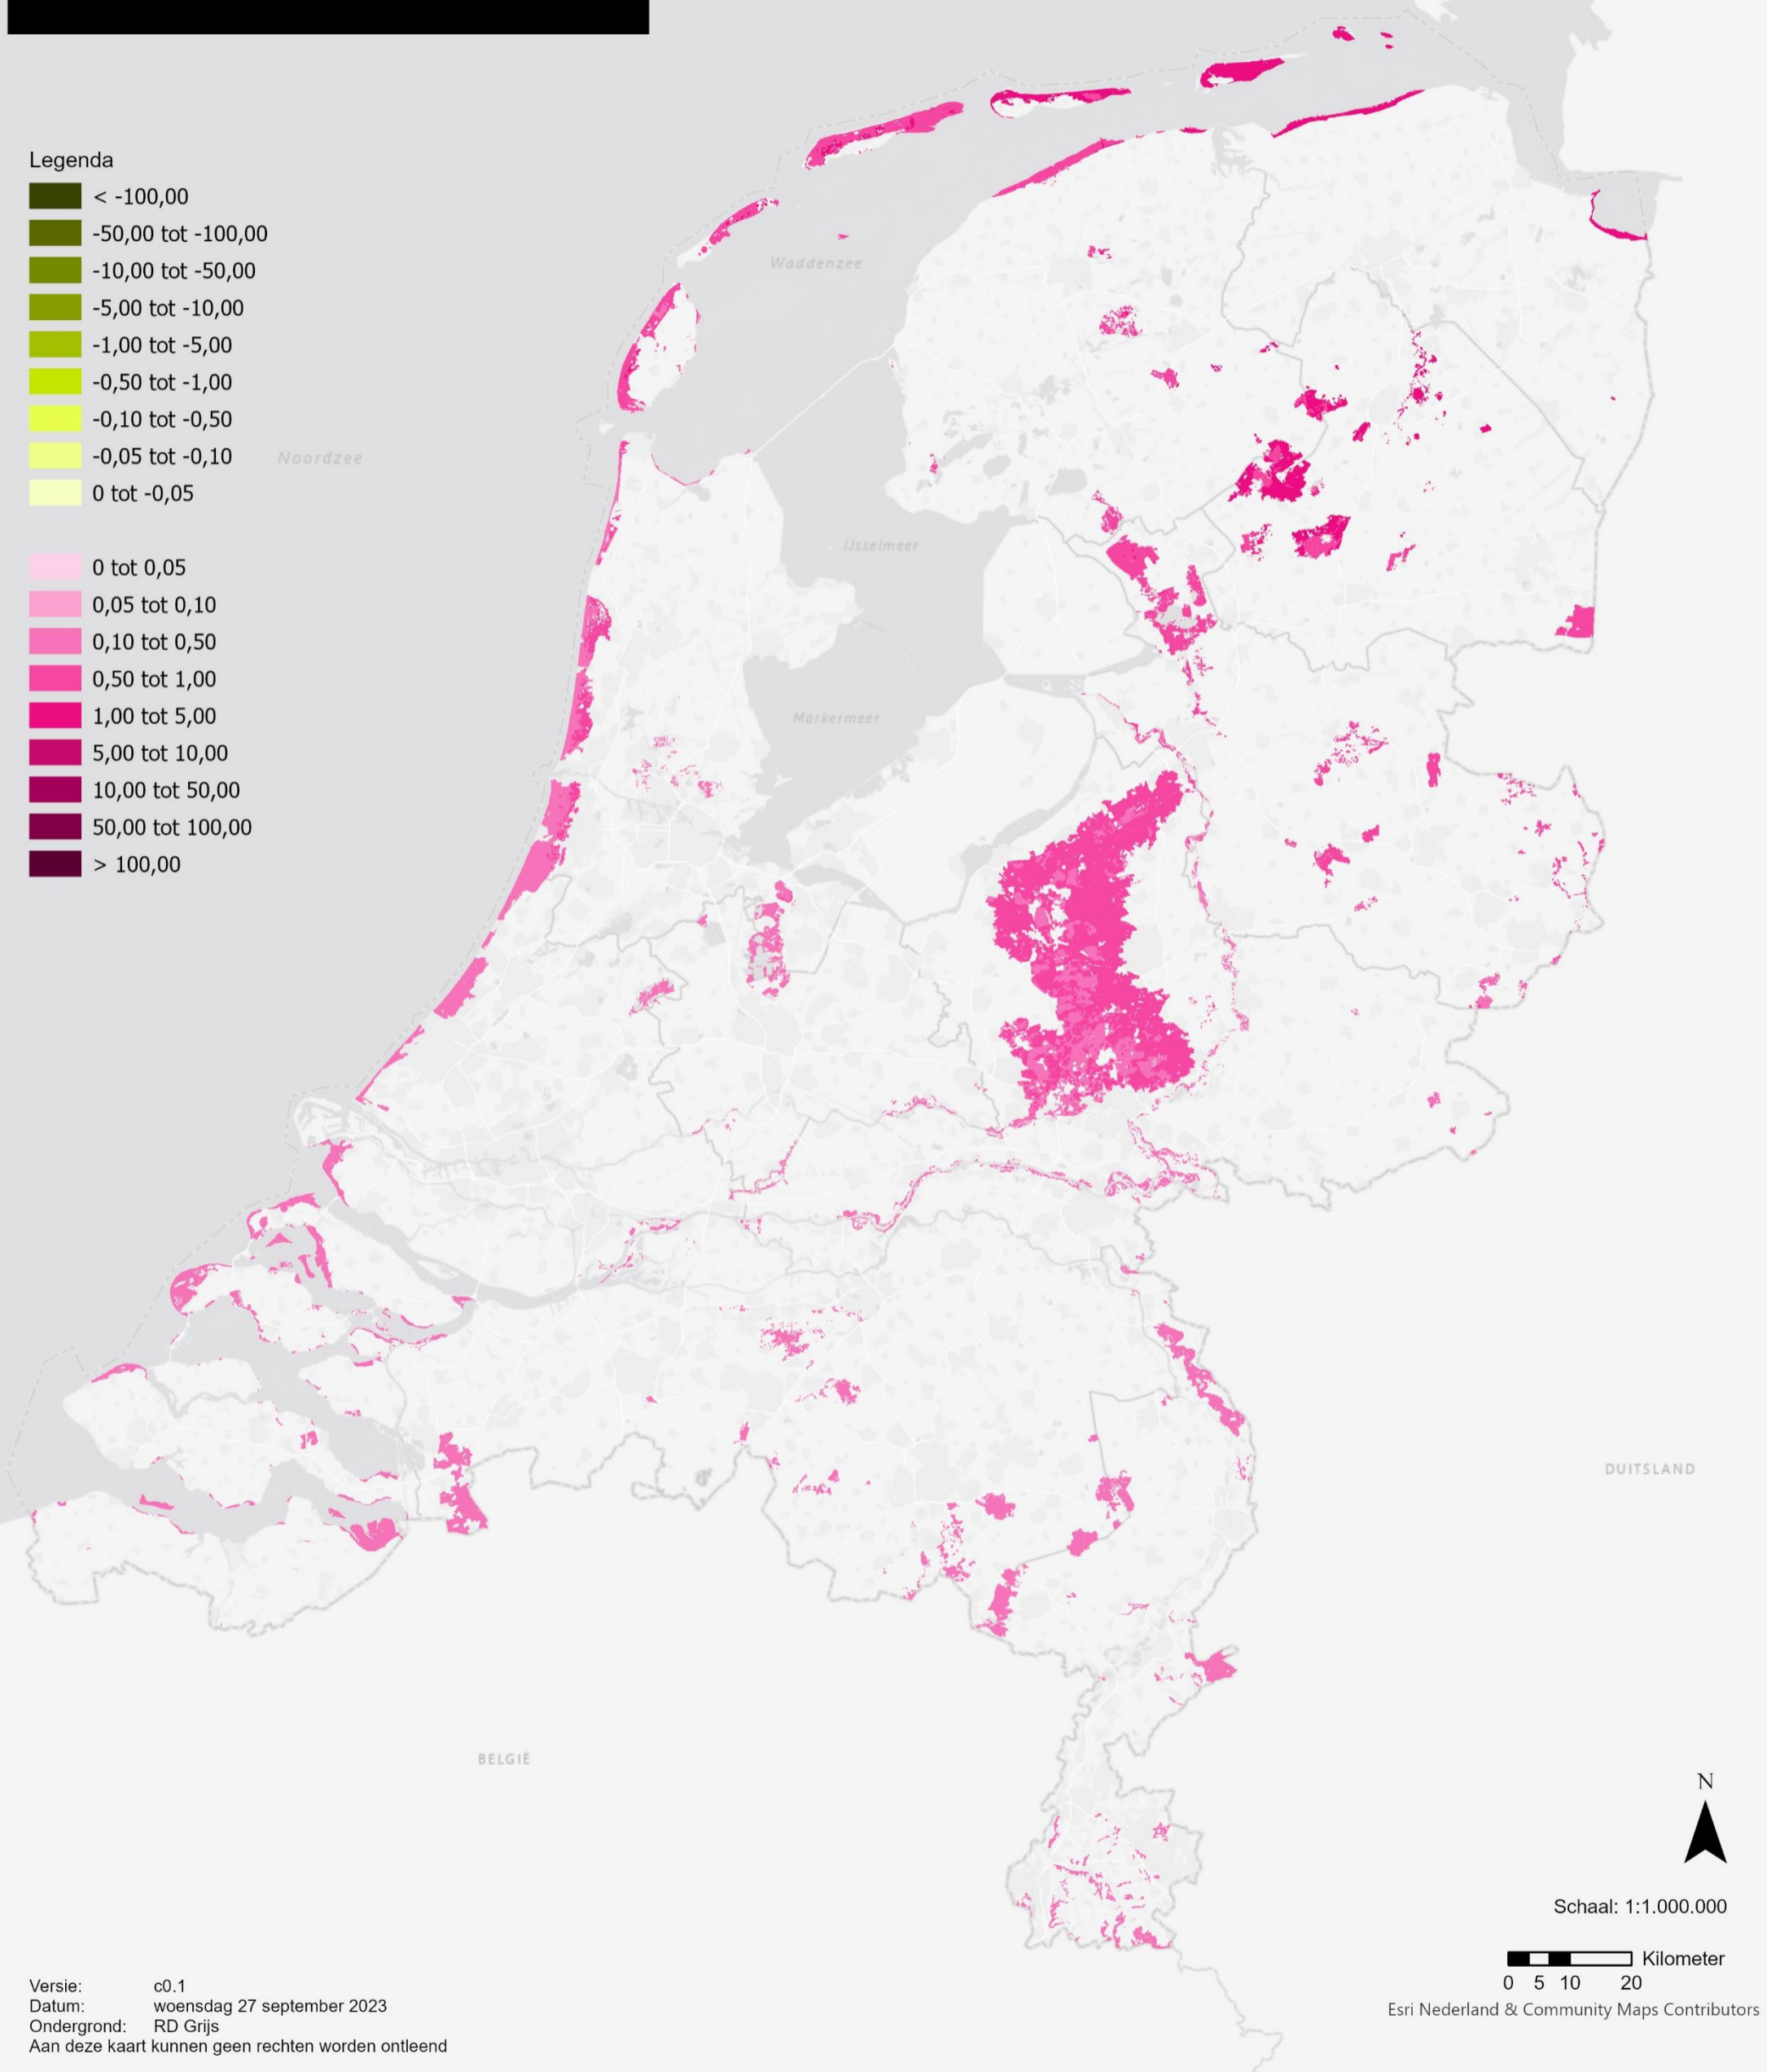 Legenda
< -100,00
-50,00 tot -100,00
-10,00 tot -50,00
-5,00 tot -10,00
-1,00 tot -5,00
-0,50 tot -1,00
-0,10 tot -0,50
-0,05 tot -0,10
0 tot -0,05
0 tot 0,05
0,05 tot 0,10
0,10 tot 0,50
0,50 tot 1,00
1,00 tot 5,00
5,00 tot 10,00
10,00 tot 50,00
50,00 tot 100,00
> 100,00
Waddenzee
Noordzee
IJsselmeer
Markermeer
DUITSLAND
BELGIË
N
Schaal: 1:1.000.000
Kilometer
0 5 10 20
Esri Nederland & Community Maps Contributors
Versie: c0.1
Datum: woensdag 27 september 2023
Ondergrond: RD Grijs
Aan deze kaart kunnen geen rechten worden ontleend